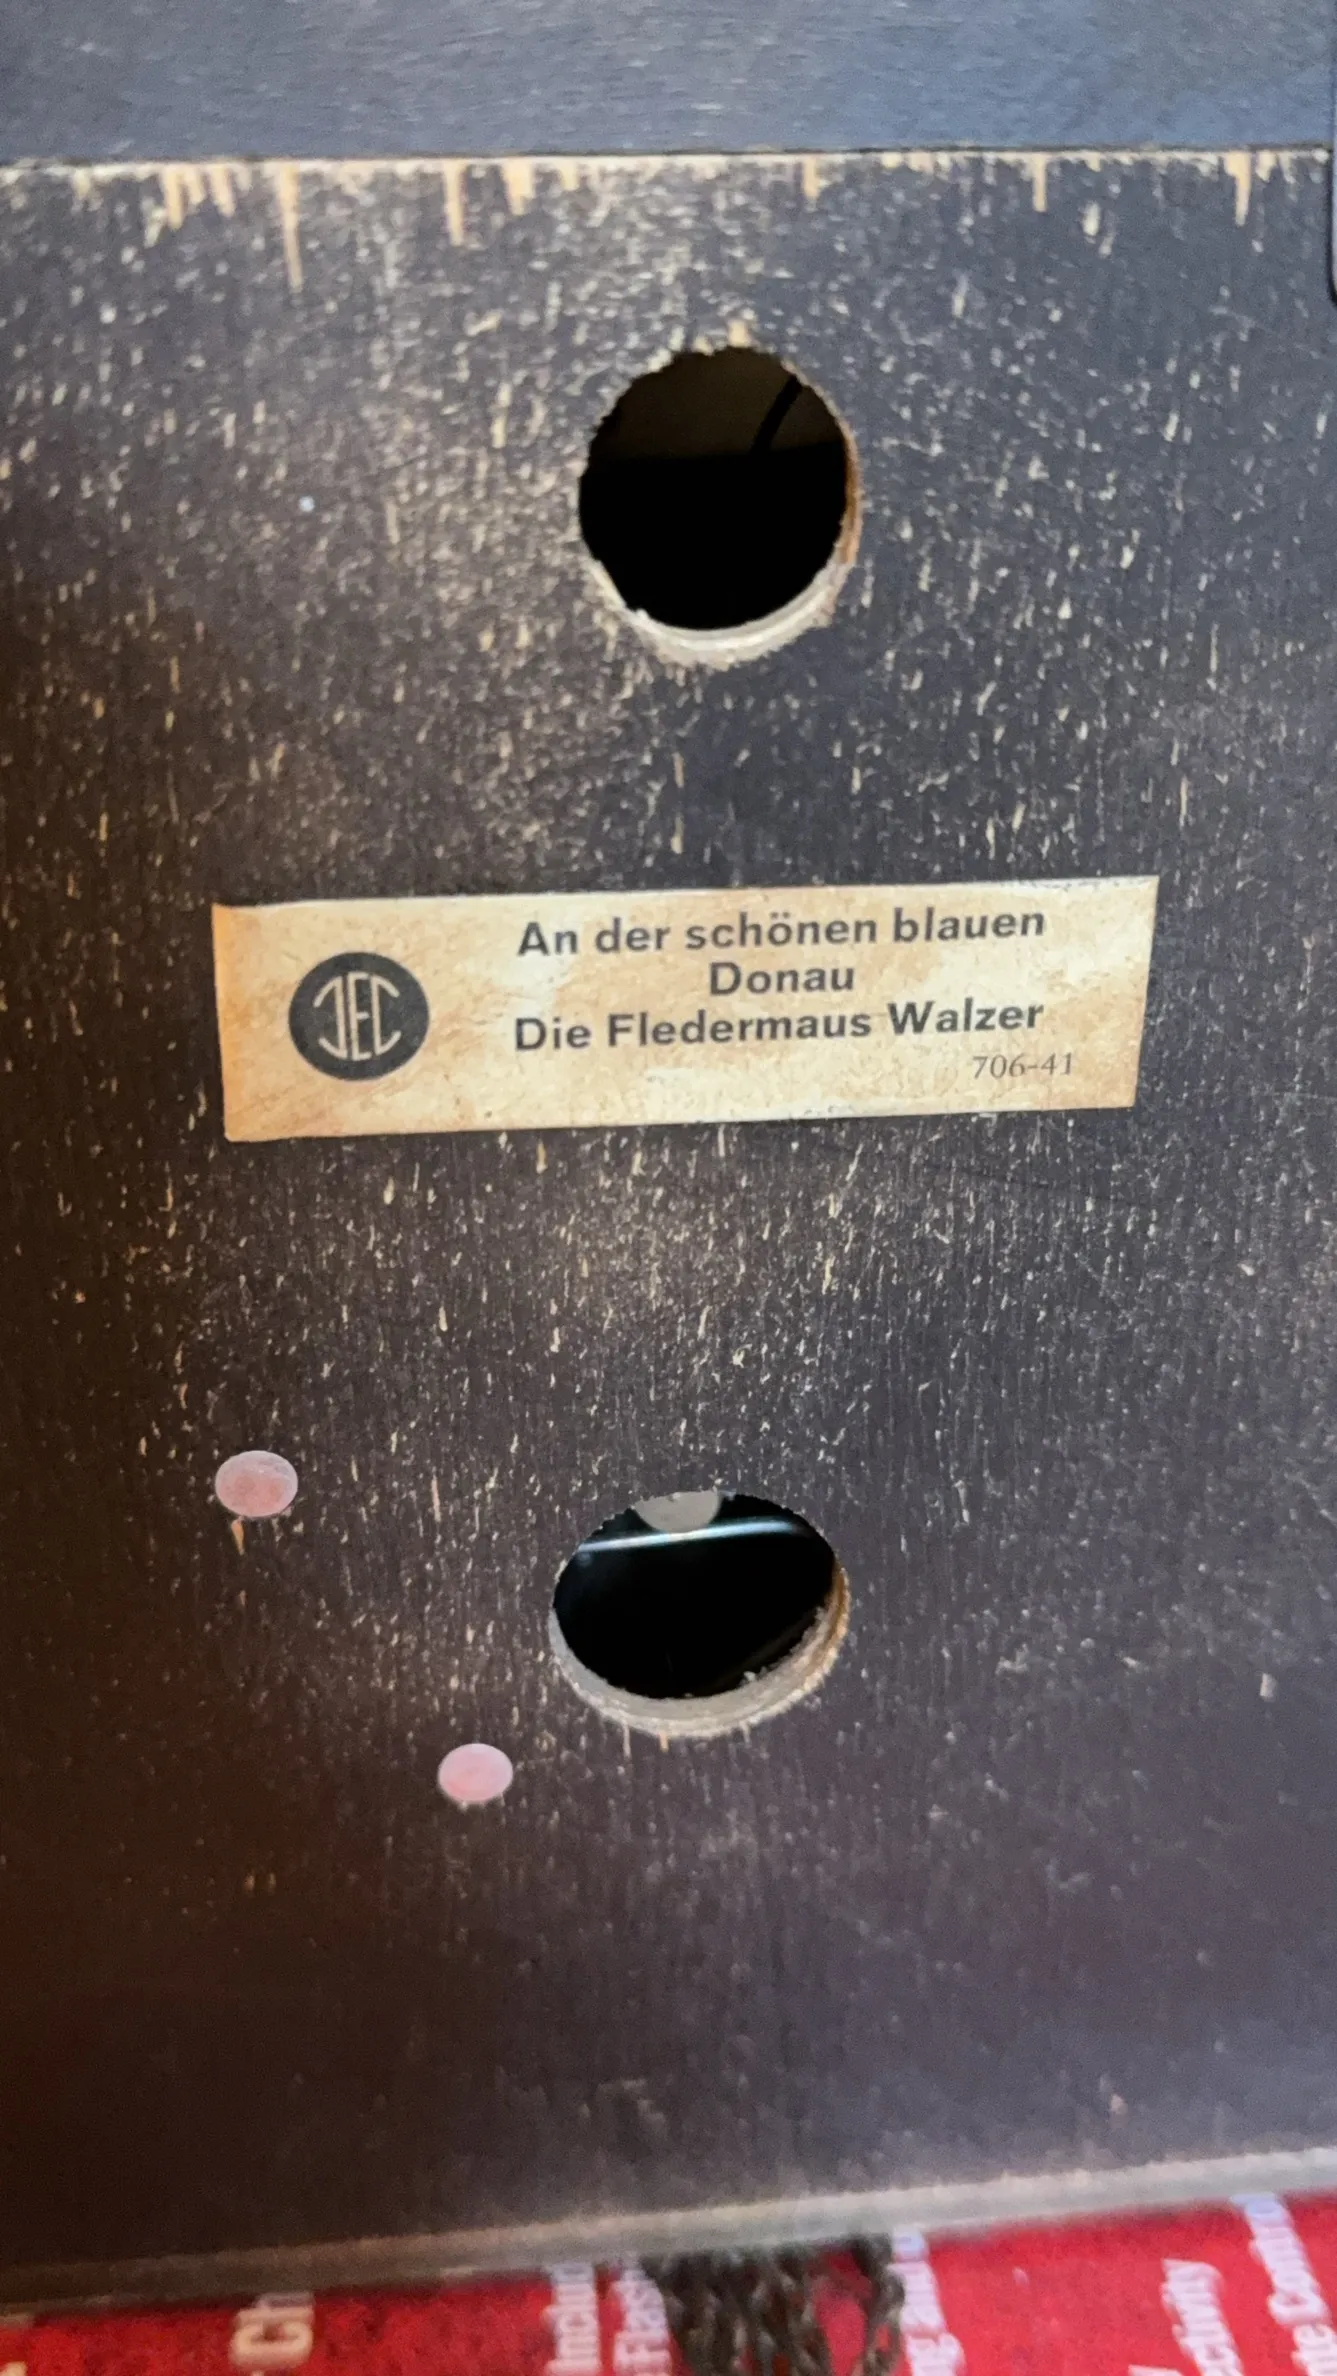 JEC
An der schönen blauen
Donau
Die Fledermaus Walzer
706-41